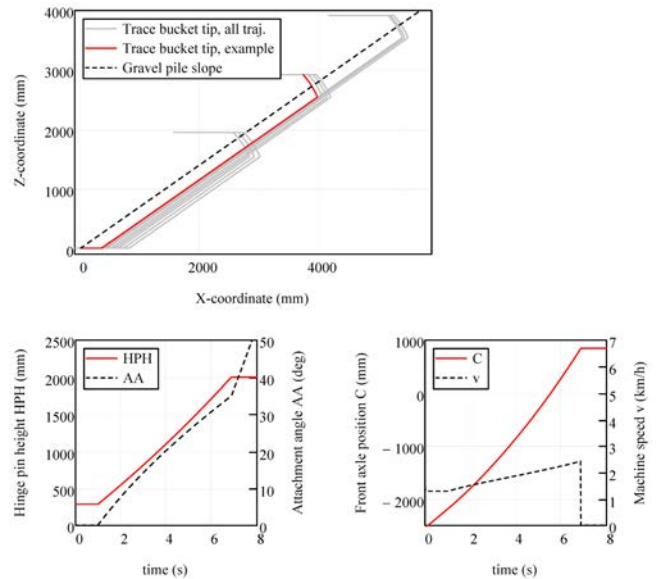 4000
3000
2000
1000
0
Z-coordinate (mm)
Trace bucket tip, all traj.
Trace bucket tip, example
Gravel pile slope
0
2000
4000
X-coordinate (mm)
2500
2000
1500
1000
500
0
Hinge pin height HPH (mm)
HPH
AA
50
40
30
20
10
0
Attachment angle AA (deg)
0
2
4
6
8
time (s)
1000
0
− 1000
− 2000
Front axle position C (mm)
C
v
7
6
5
4
3
2
1
0
Machine speed v (km/h)
0
2
4
6
8
time (s)